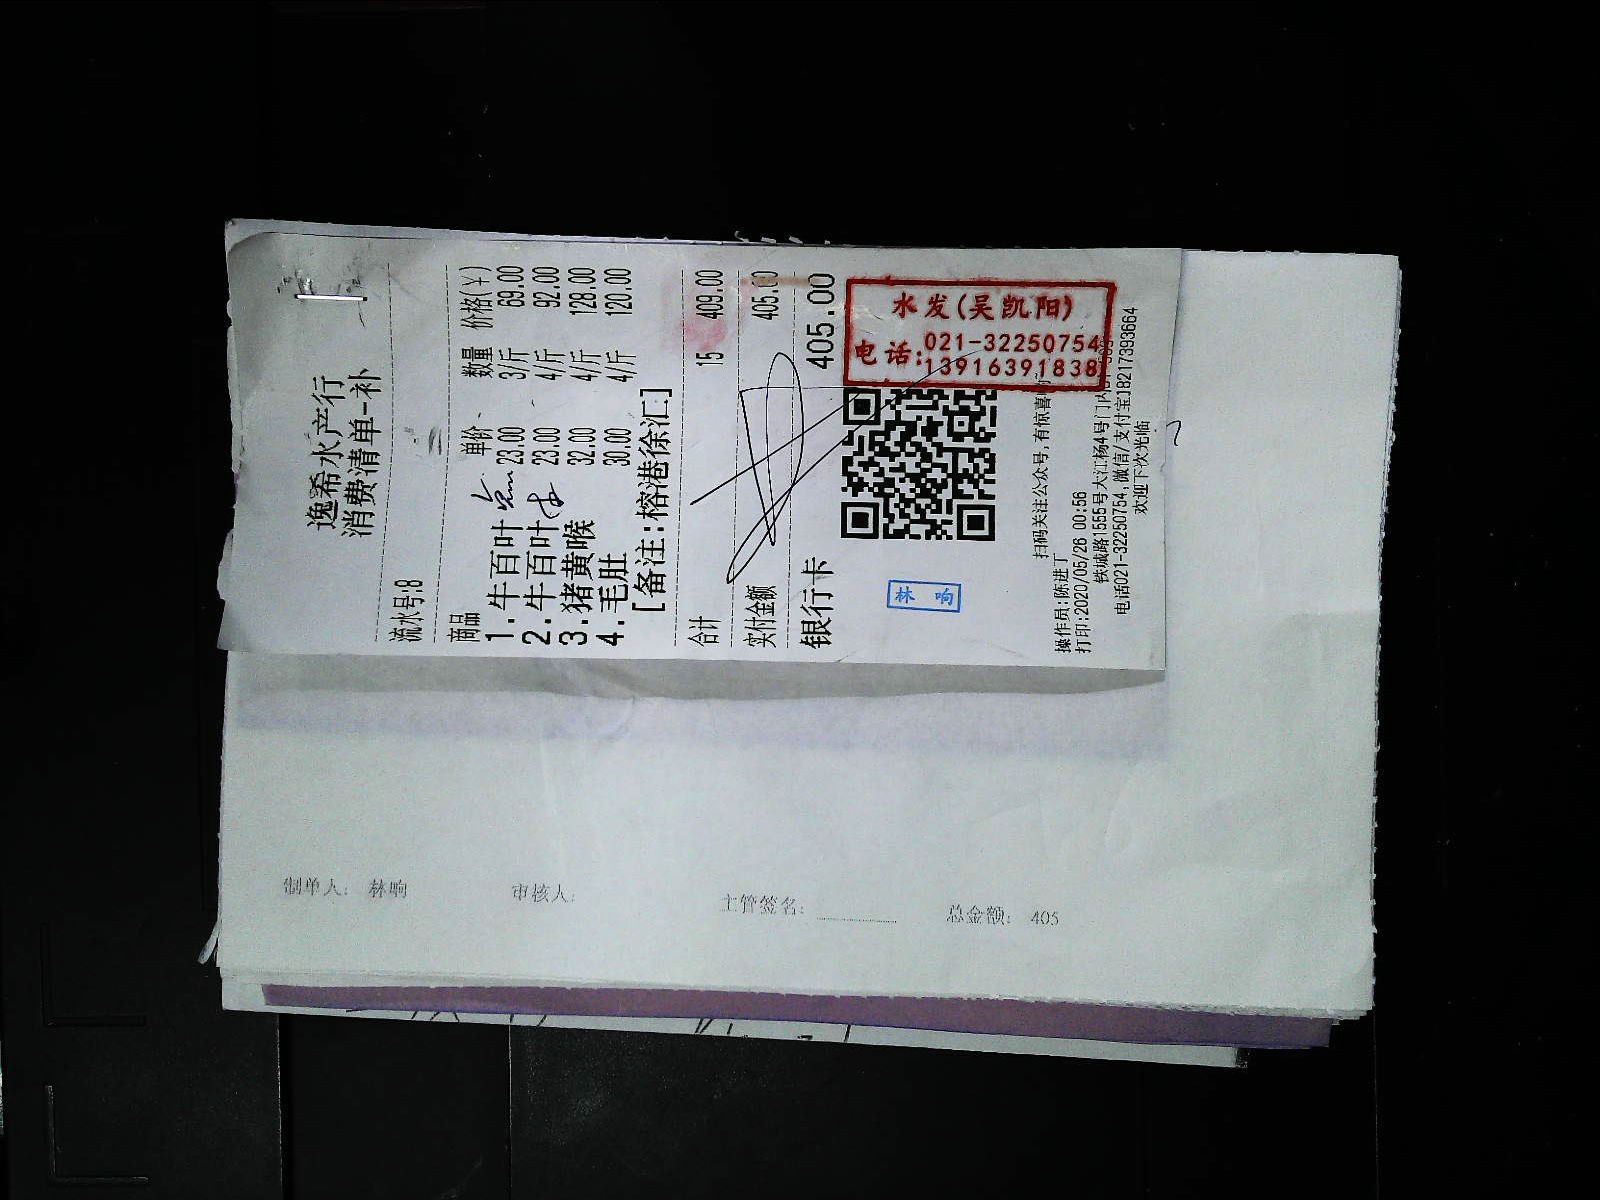 逸希水产行
消费清单-补
流水号:8
商品 单价 数量 价格(¥)
1.牛百叶 23.00 3/斤 69.00
2.牛百叶 23.00 4/斤 92.00
3.猪黄喉 32.00 4/斤 128.00
4.毛肚 30.00 4/斤 120.00
[备注:榕港徐汇]
合计 15 409.00
实付金额 405.00
银行卡 405.00
水发(吴凯阳)
电话:021-32250754
13916391838
林响
扫码关注公众号,有惊喜
操作员:陈进丁
打印:2020/05/26 00:56
铁城路1555号大江杨4号门内
电话021-32250754,微信/支付宝18217393664
欢迎下次光临
制单人: 林响 审核人: 主管签名: 总金额: 405